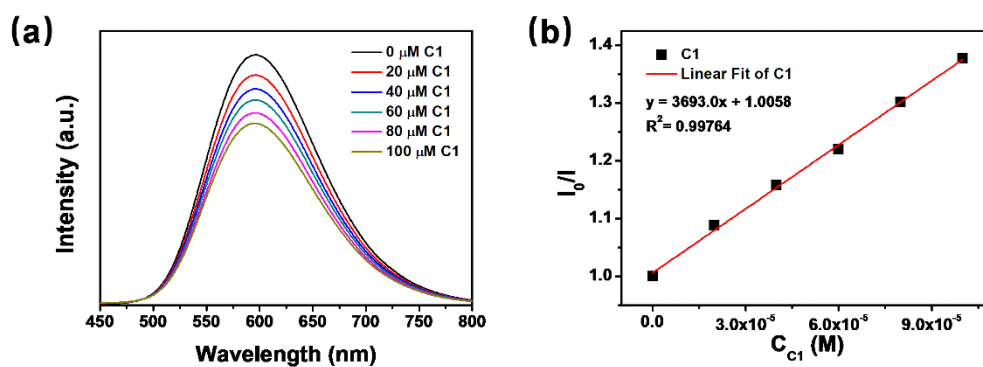 (a)
0 μM C1
20 μM C1
40 μM C1
60 μM C1
80 μM C1
100 μM C1
Intensity (a.u.)
450 500 550 600 650 700 750 800
Wavelength (nm)
(b)
C1
Linear Fit of C1
y = 3693.0x + 1.0058
R²= 0.99764
I₀/I
1.4
1.3
1.2
1.1
1.0
0.0 3.0x10⁻⁵ 6.0x10⁻⁵ 9.0x10⁻⁵
C_C1 (M)